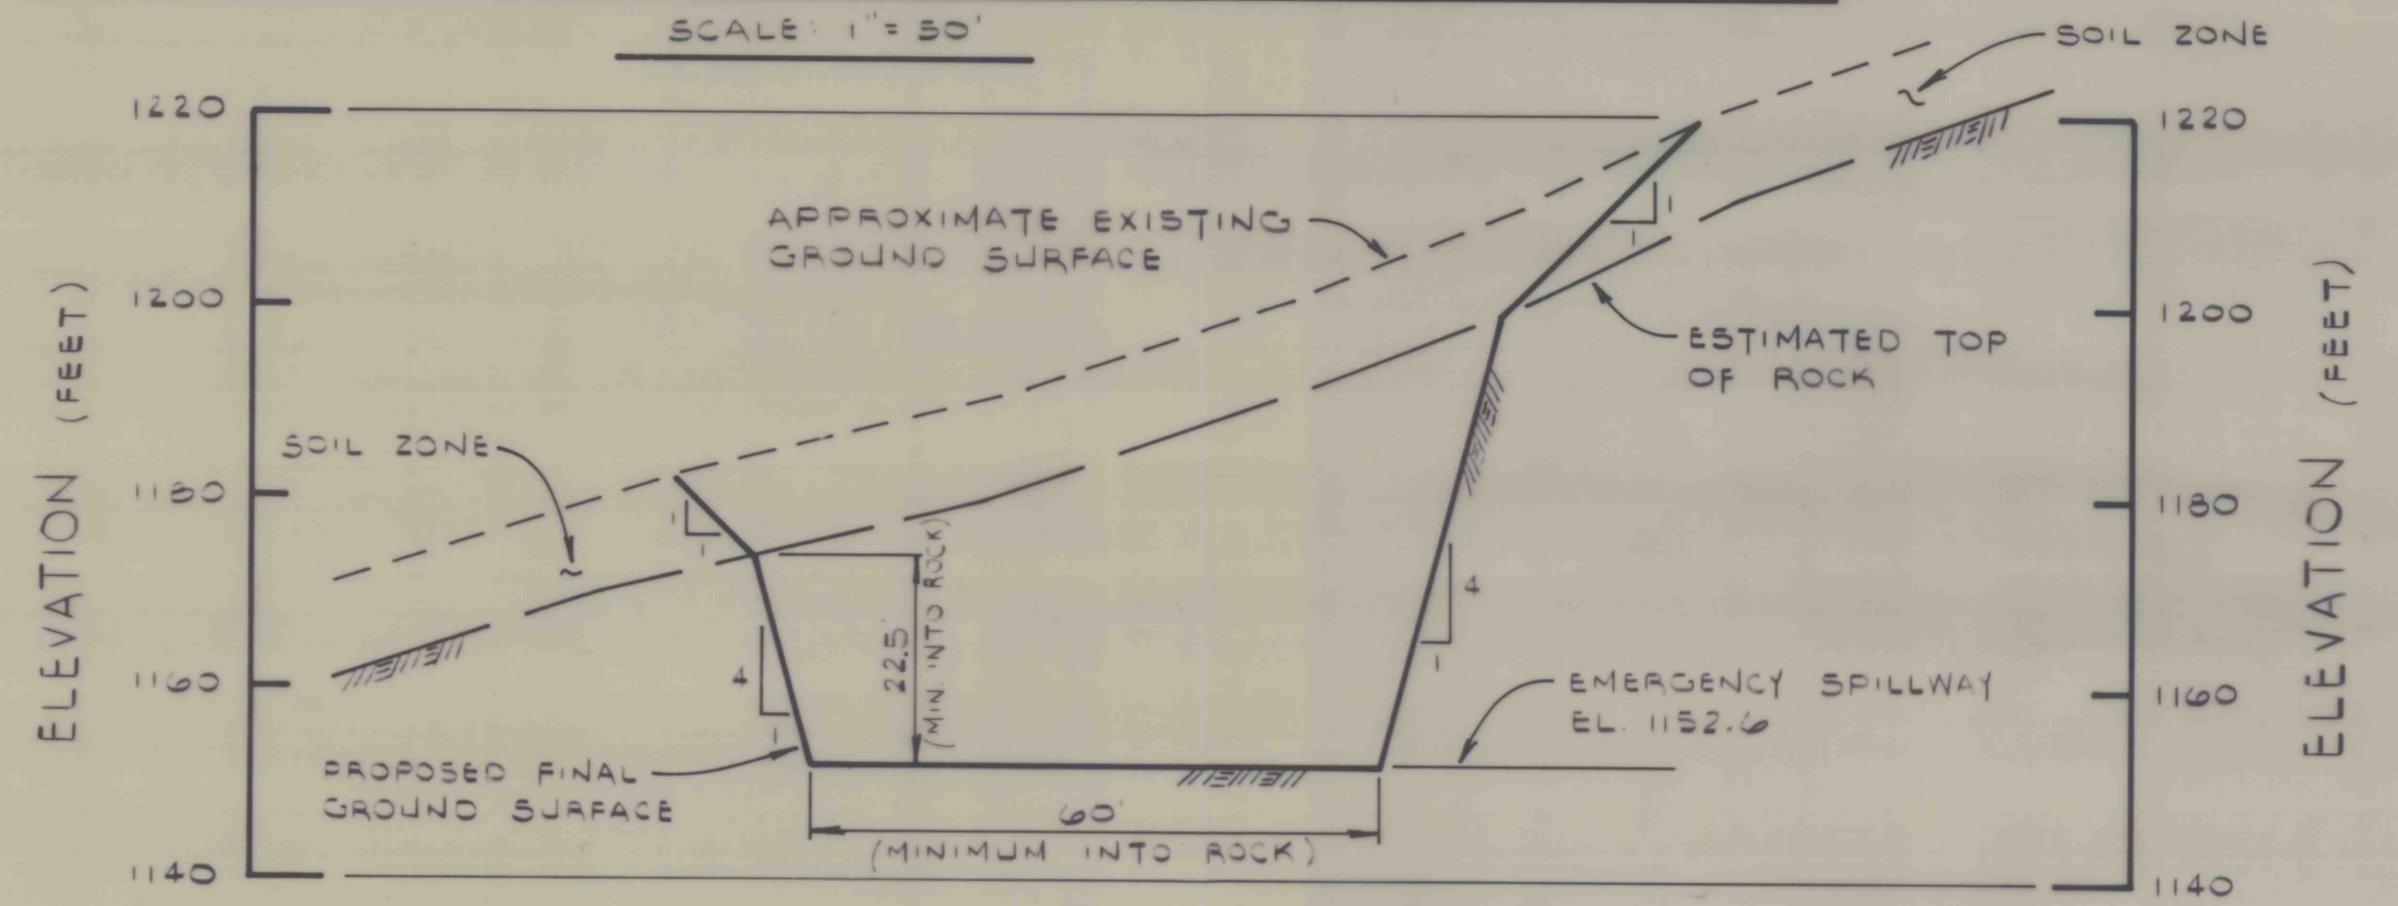 SCALE: 1" = 50'
SOIL ZONE
1220
1220
APPROXIMATE EXISTING
GROUND SURFACE
1
1
1200
1200
ELEVATION (FEET)
ELEVATION (FEET)
ESTIMATED TOP
OF ROCK
SOIL ZONE
1180
1180
1
1
22.5'
(MIN. INTO ROCK)
4
1
4
1
1160
1160
EMERGENCY SPILLWAY
EL. 1152.6
PROPOSED FINAL
GROUND SURFACE
60'
(MINIMUM INTO ROCK)
1140
1140